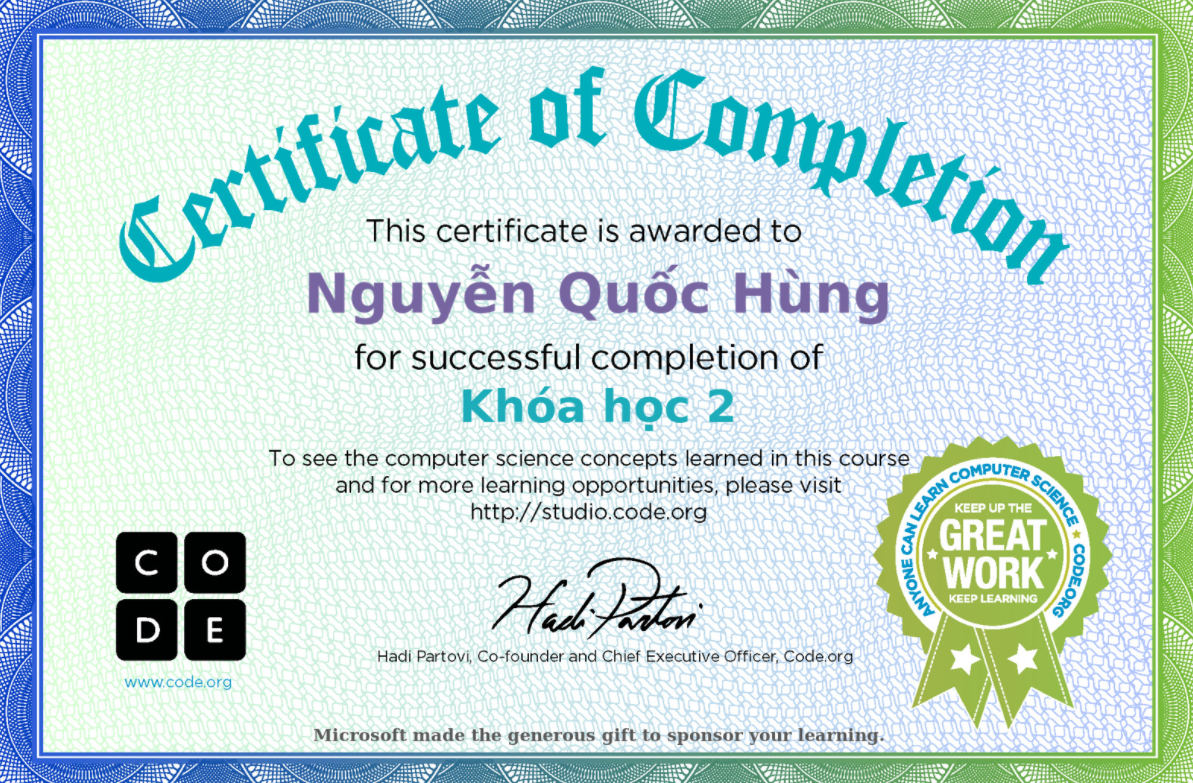 Certificate of Completion
This certificate is awarded to
Nguyễn Quốc Hùng
for successful completion of
Khóa học 2
To see the computer science concepts learned in this course
and for more learning opportunities, please visit
http://studio.code.org
C O
D E
www.code.org
Hadi Partovi
Hadi Partovi, Co-founder and Chief Executive Officer, Code.org
ANYONE CAN LEARN COMPUTER SCIENCE ★ CODE.ORG
KEEP UP THE
GREAT
WORK
KEEP LEARNING
Microsoft made the generous gift to sponsor your learning.